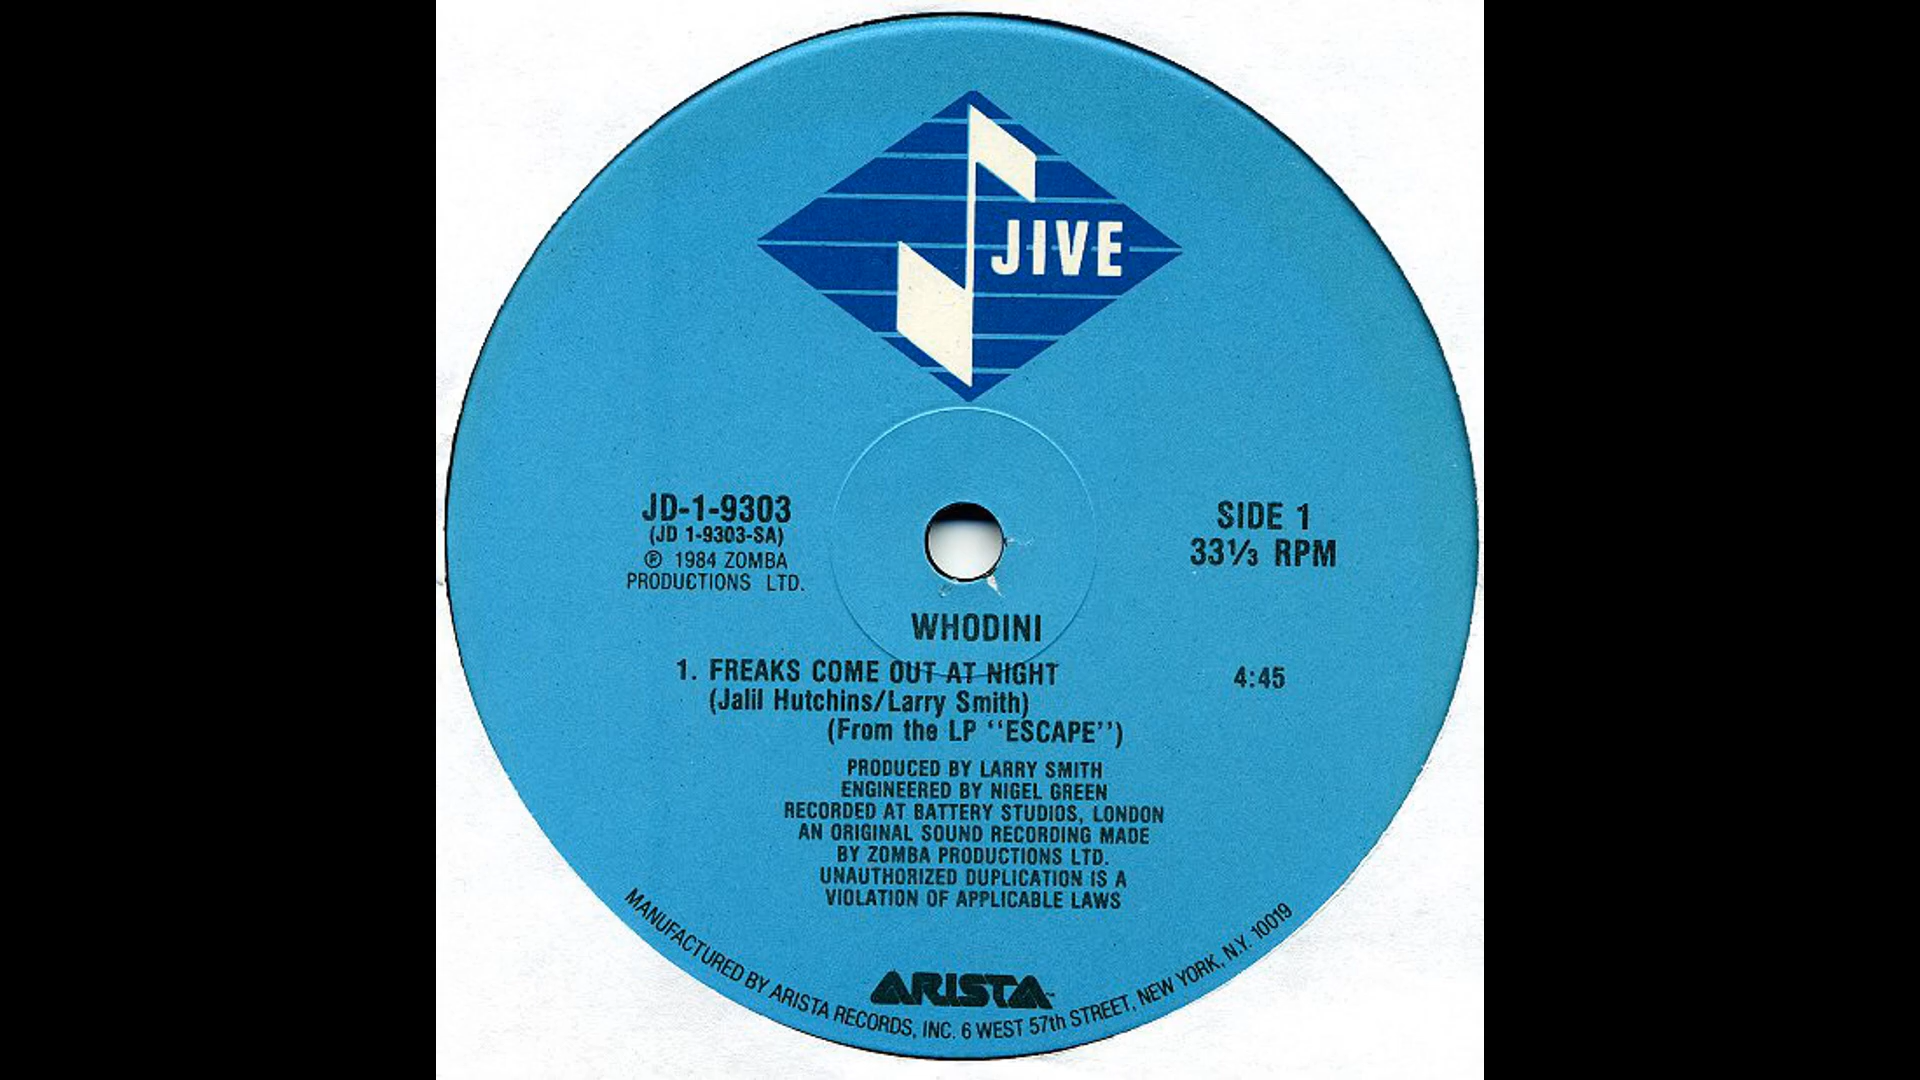 JIVE
JD-1-9303
(JD 1-9303-SA)
℗ 1984 ZOMBA
PRODUCTIONS LTD.
SIDE 1
33⅓ RPM
WHODINI
1. FREAKS COME OUT AT NIGHT 4:45
(Jalil Hutchins/Larry Smith)
(From the LP "ESCAPE")
PRODUCED BY LARRY SMITH
ENGINEERED BY NIGEL GREEN
RECORDED AT BATTERY STUDIOS, LONDON
AN ORIGINAL SOUND RECORDING MADE
BY ZOMBA PRODUCTIONS LTD.
UNAUTHORIZED DUPLICATION IS A
VIOLATION OF APPLICABLE LAWS
ARISTA™
MANUFACTURED BY ARISTA RECORDS, INC. 6 WEST 57th STREET, NEW YORK, N.Y. 10019